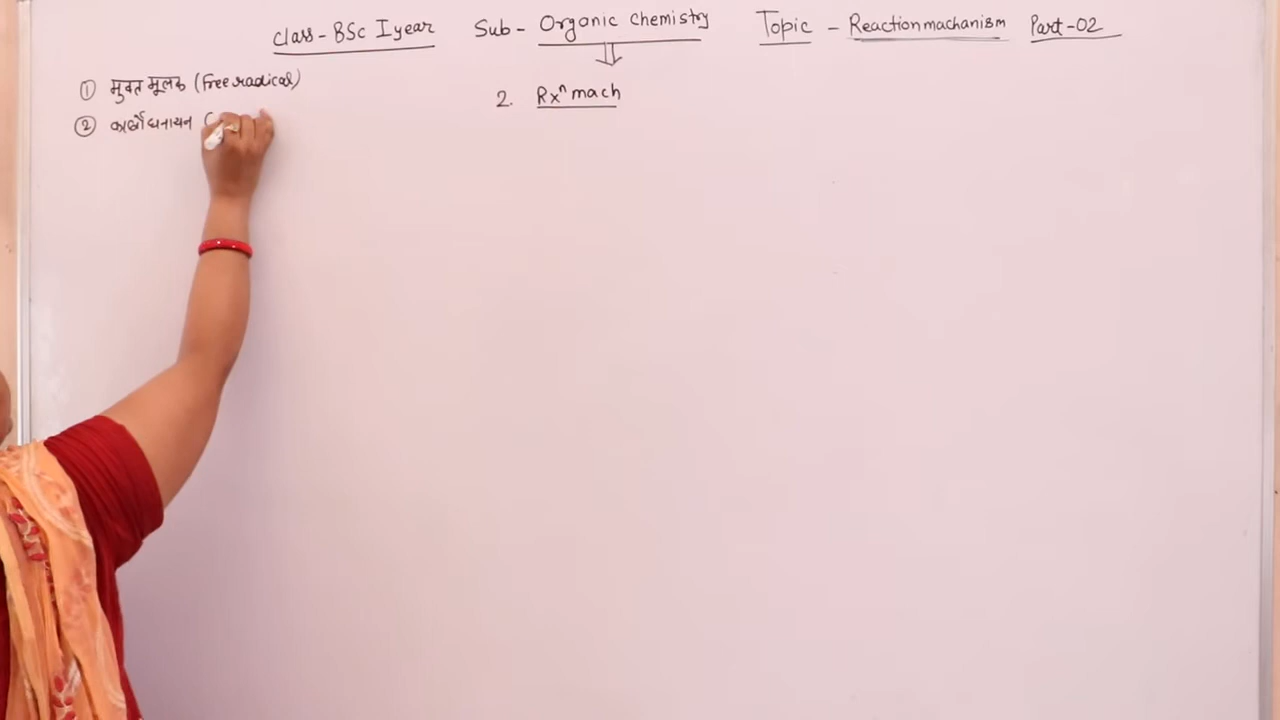 Class - BSc I year Sub - Organic Chemistry Topic - Reaction machanism Part-02
① मुक्त मूलक (Free radical)
② कार्बो धनायन (
2. Rxⁿ mach